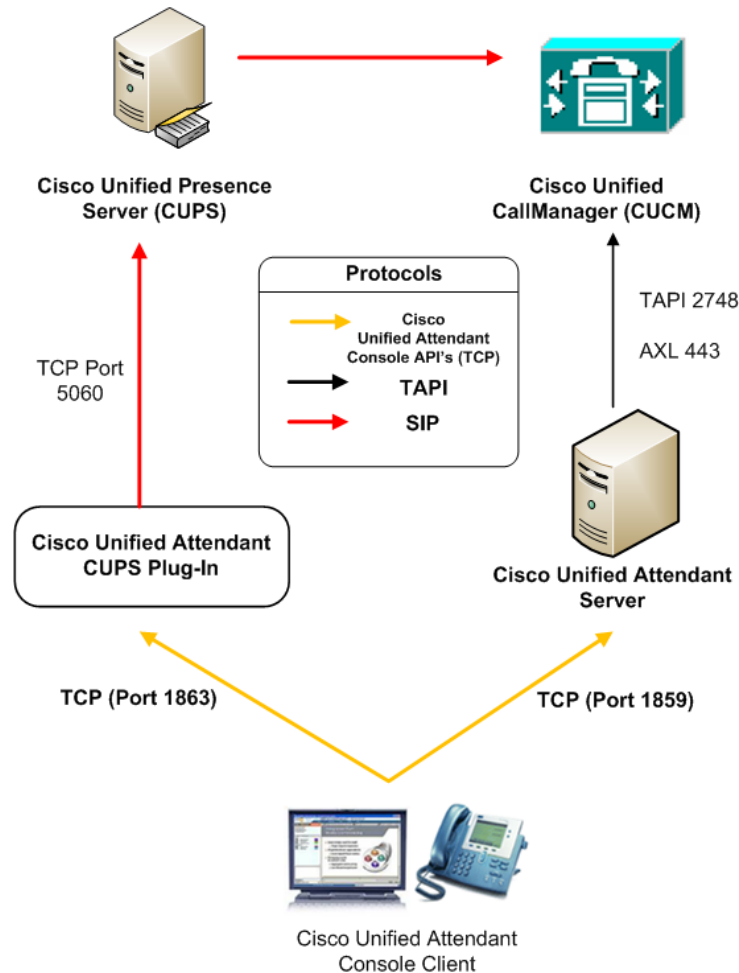 Cisco Unified Presence
Server (CUPS)
Cisco Unified
CallManager (CUCM)
Protocols
Cisco
Unified Attendant
Console API's (TCP)
TAPI
SIP
TCP Port
5060
TAPI 2748
AXL 443
Cisco Unified Attendant
CUPS Plug-In
Cisco Unified Attendant
Server
TCP (Port 1863)
TCP (Port 1859)
Cisco Unified Attendant
Console Client